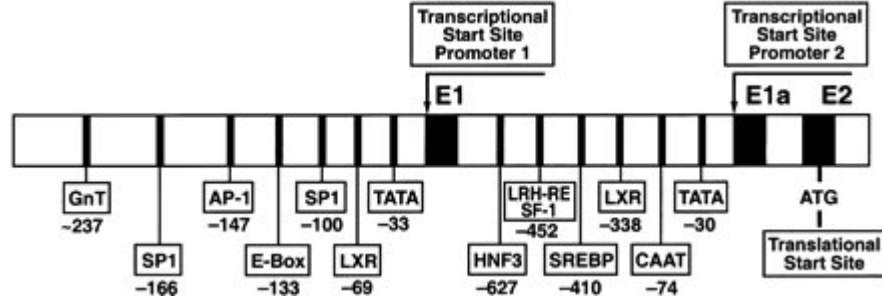 Transcriptional
Start Site
Promoter 1
Transcriptional
Start Site
Promoter 2
E1
E1a
E2
GnT
~237
SP1
–166
AP-1
–147
E-Box
–133
SP1
–100
LXR
–69
TATA
–33
HNF3
–627
LRH-RE
SF-1
–452
SREBP
–410
LXR
–338
CAAT
–74
TATA
–30
ATG
Translational
Start Site